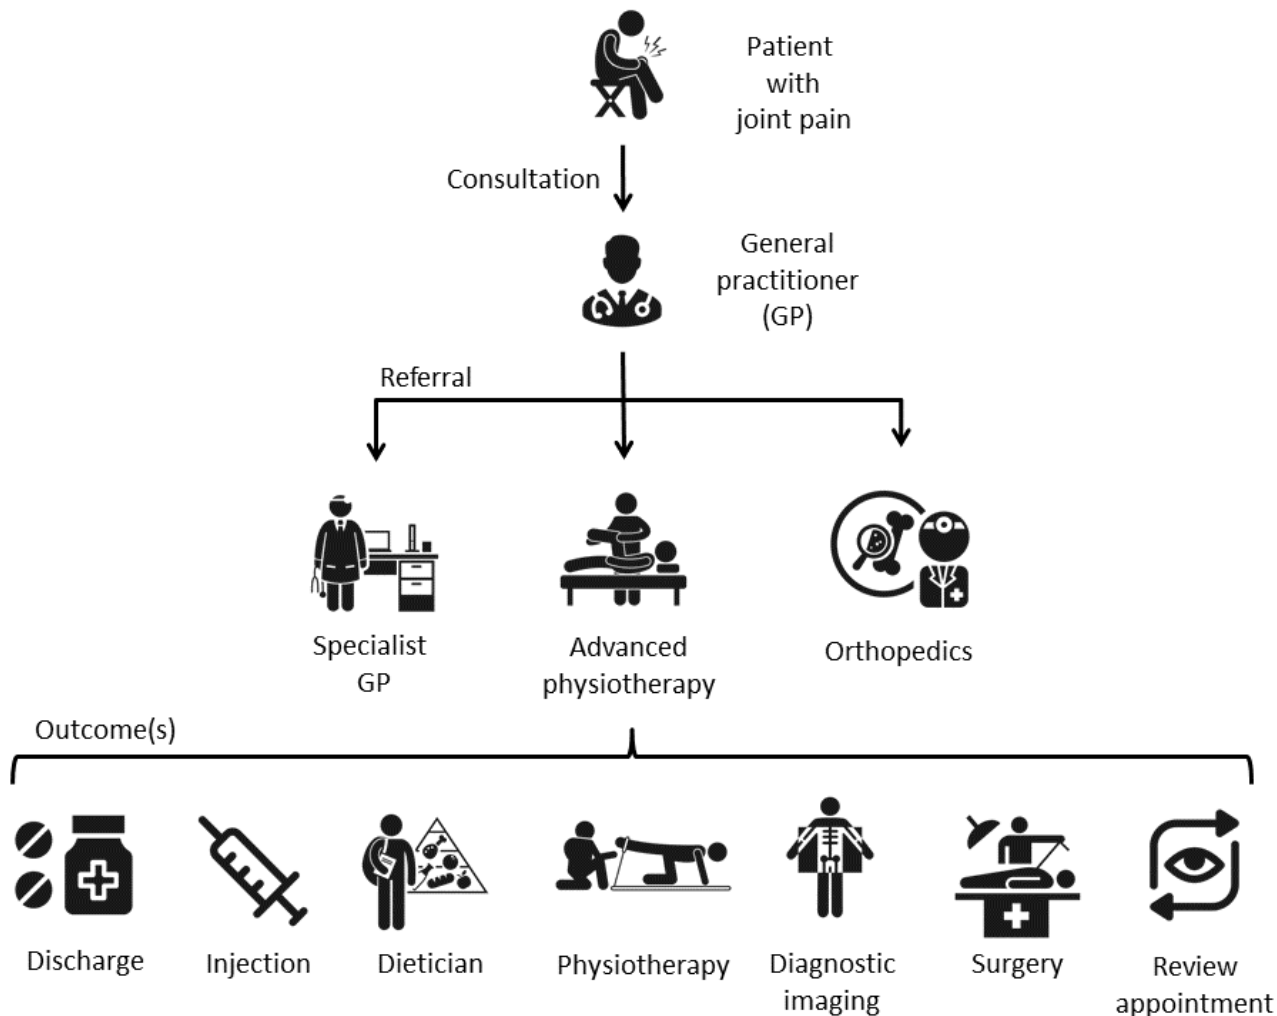 Patient
with
joint pain
Consultation
General
practitioner
(GP)
Referral
Specialist
GP
Advanced
physiotherapy
Orthopedics
Outcome(s)
Discharge
Injection
Dietician
Physiotherapy
Diagnostic
imaging
Surgery
Review
appointment